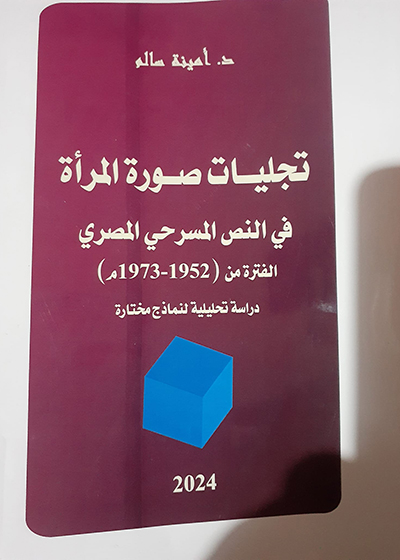 د. أمينة سالم
تجليات صورة المرأة
في النص المسرحي المصري
الفترة من (1952-1973م)
دراسة تحليلية لنماذج مختارة
2024